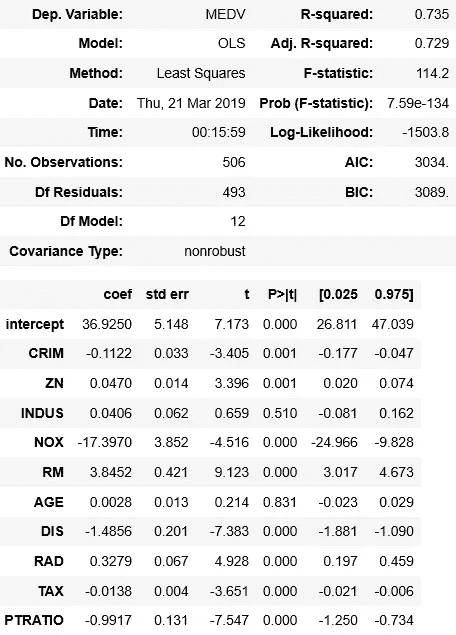 Dep. Variable: MEDV R-squared: 0.735
Model: OLS Adj. R-squared: 0.729
Method: Least Squares F-statistic: 114.2
Date: Thu, 21 Mar 2019 Prob (F-statistic): 7.59e-134
Time: 00:15:59 Log-Likelihood: -1503.8
No. Observations: 506 AIC: 3034.
Df Residuals: 493 BIC: 3089.
Df Model: 12
Covariance Type: nonrobust
coef std err t P>|t| [0.025 0.975]
intercept 36.9250 5.148 7.173 0.000 26.811 47.039
CRIM -0.1122 0.033 -3.405 0.001 -0.177 -0.047
ZN 0.0470 0.014 3.396 0.001 0.020 0.074
INDUS 0.0406 0.062 0.659 0.510 -0.081 0.162
NOX -17.3970 3.852 -4.516 0.000 -24.966 -9.828
RM 3.8452 0.421 9.123 0.000 3.017 4.673
AGE 0.0028 0.013 0.214 0.831 -0.023 0.029
DIS -1.4856 0.201 -7.383 0.000 -1.881 -1.090
RAD 0.3279 0.067 4.928 0.000 0.197 0.459
TAX -0.0138 0.004 -3.651 0.000 -0.021 -0.006
PTRATIO -0.9917 0.131 -7.547 0.000 -1.250 -0.734